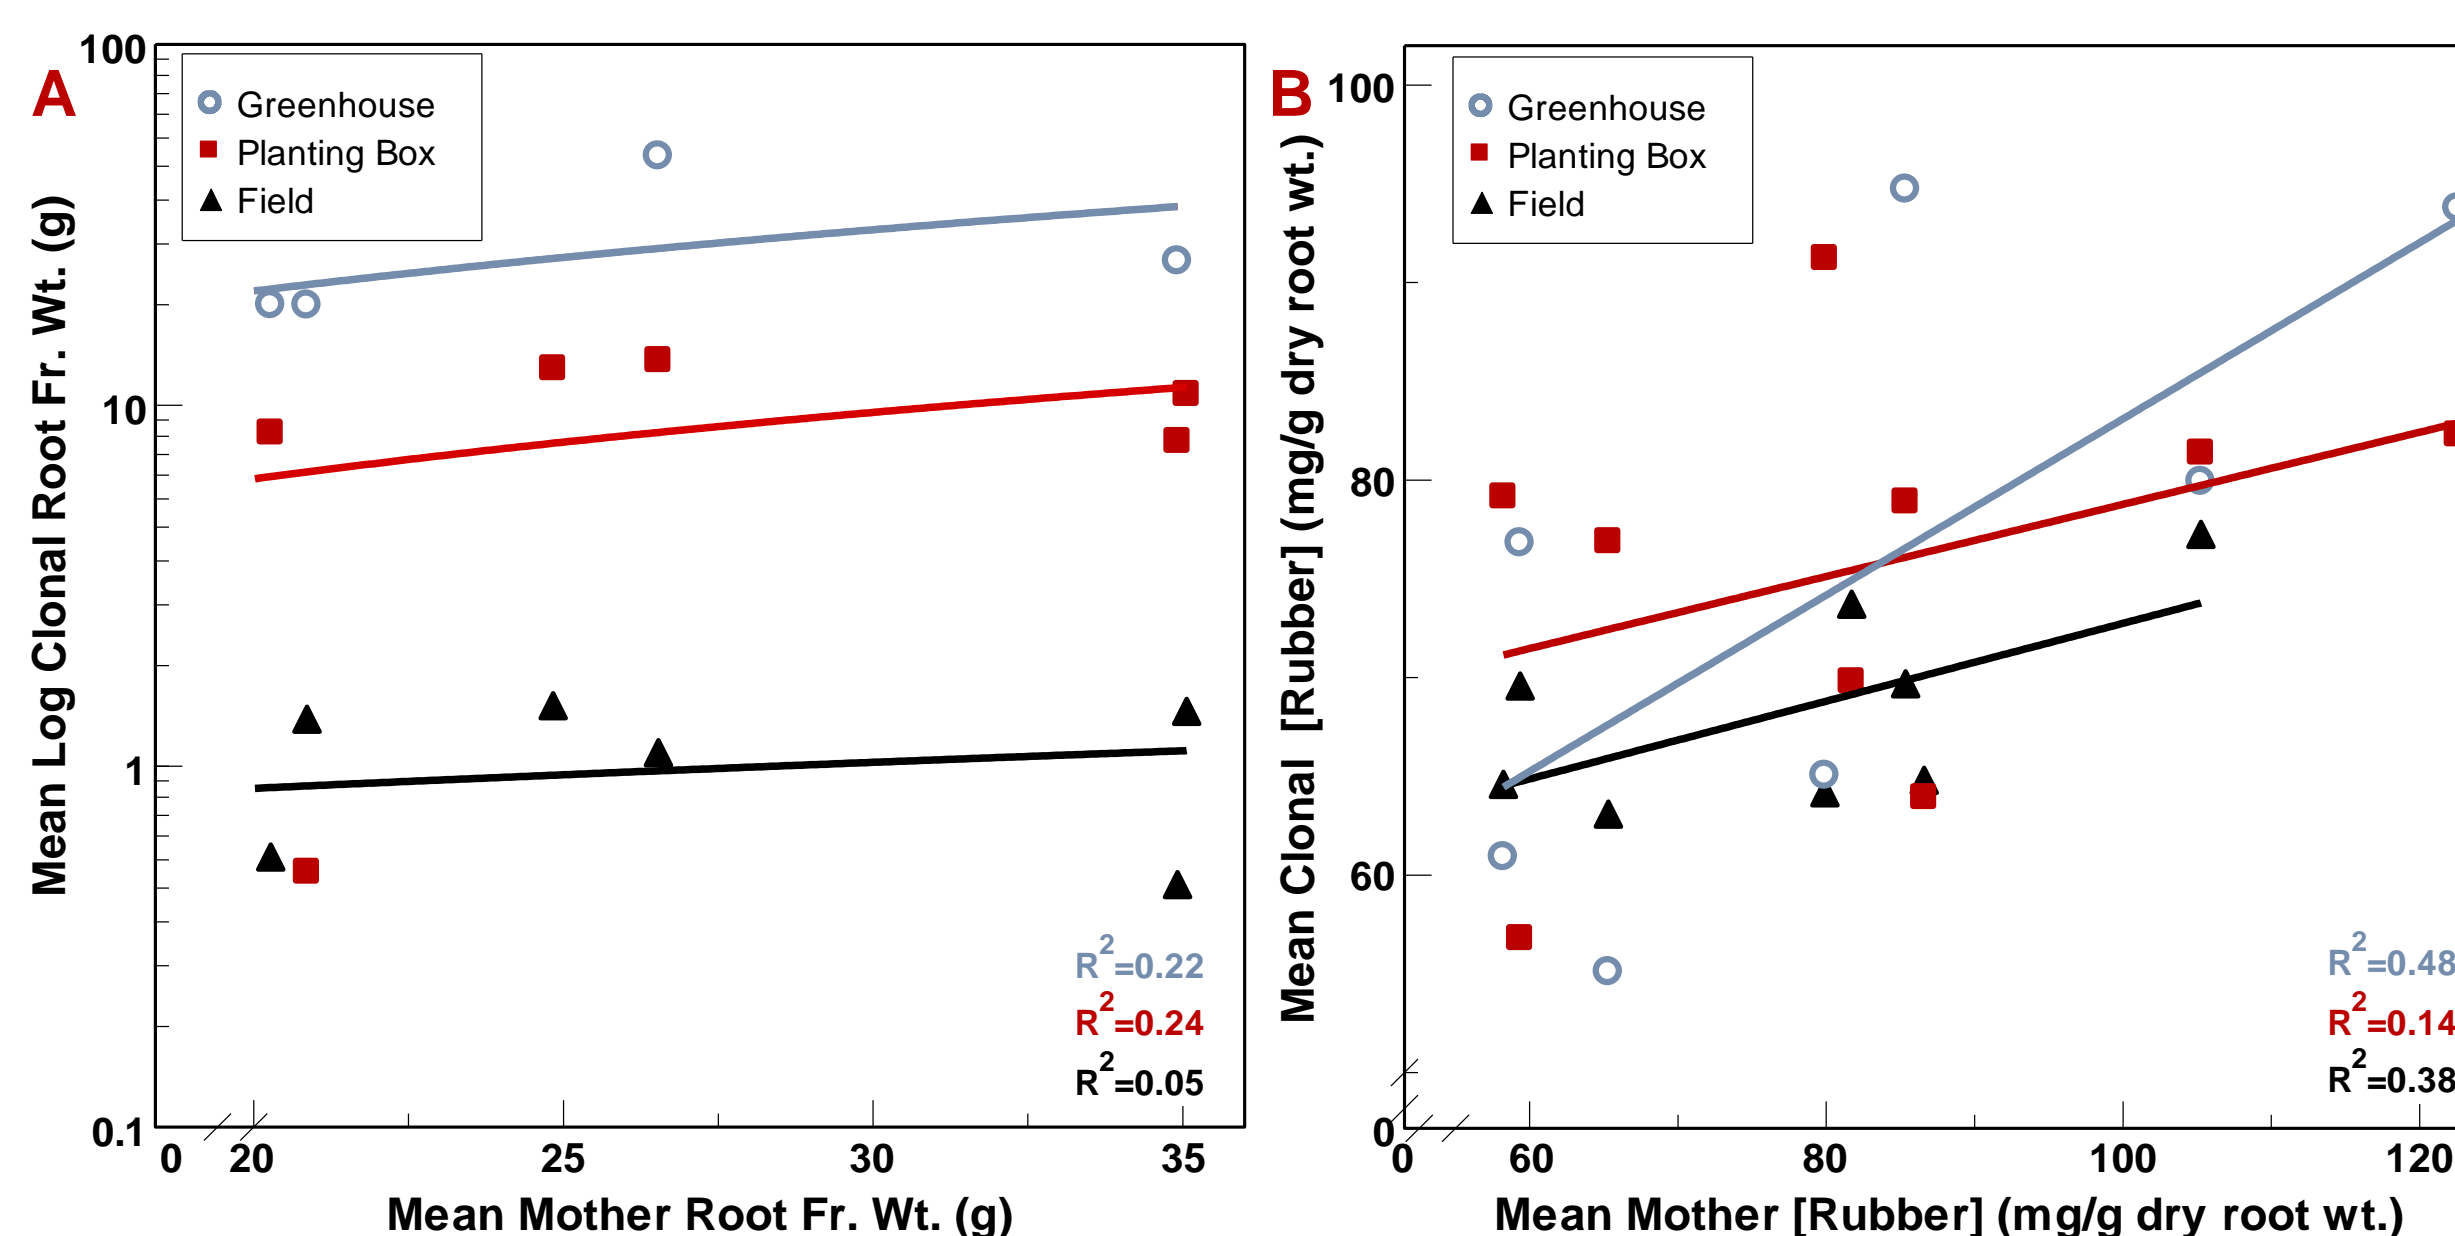 A
100
10
1
0.1
Mean Log Clonal Root Fr. Wt. (g)
Greenhouse
Planting Box
Field
R2=0.22
R2=0.24
R2=0.05
0 20 25 30 35
Mean Mother Root Fr. Wt. (g)
B
100
80
60
0
Mean Clonal [Rubber] (mg/g dry root wt.)
Greenhouse
Planting Box
Field
R2=0.48
R2=0.14
R2=0.38
0 60 80 100 120
Mean Mother [Rubber] (mg/g dry root wt.)